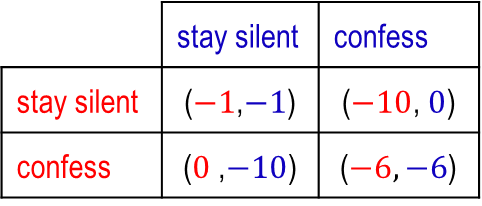 stay silent confess
stay silent (−1,−1) (−10, 0)
confess (0 ,−10) (−6, −6)